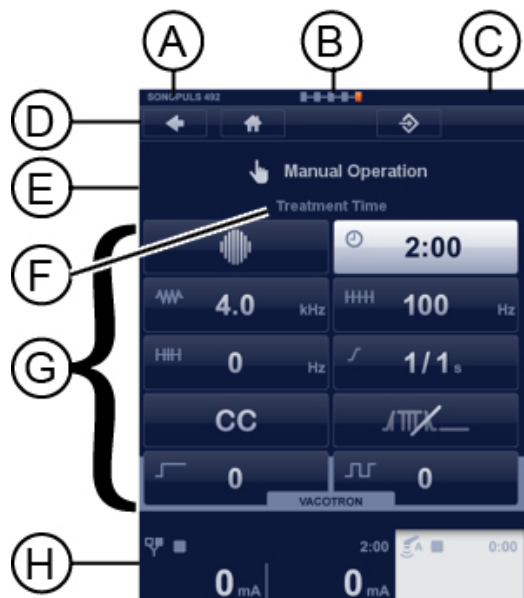 A B C
SONOPULS 492
D
E
Manual Operation
Treatment Time
F
2:00
4.0 kHz 100 Hz
G
0 Hz 1/1 s
CC
0 0
VACOTRON
H
2:00 A 0:00
0 mA 0 mA